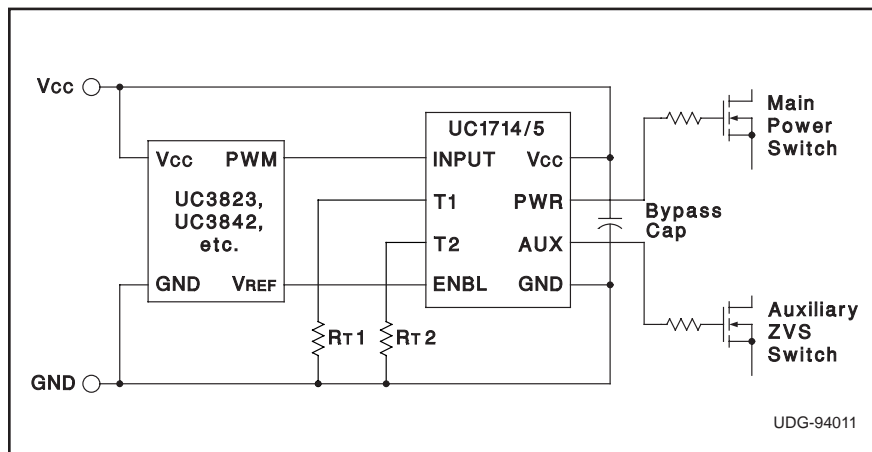 Vcc
GND
Vcc PWM
UC3823,
UC3842,
etc.
GND VREF
RT1
RT2
UC1714/5
INPUT Vcc
T1 PWR
T2 AUX
ENBL GND
Bypass
Cap
Main
Power
Switch
Auxiliary
ZVS
Switch
UDG-94011